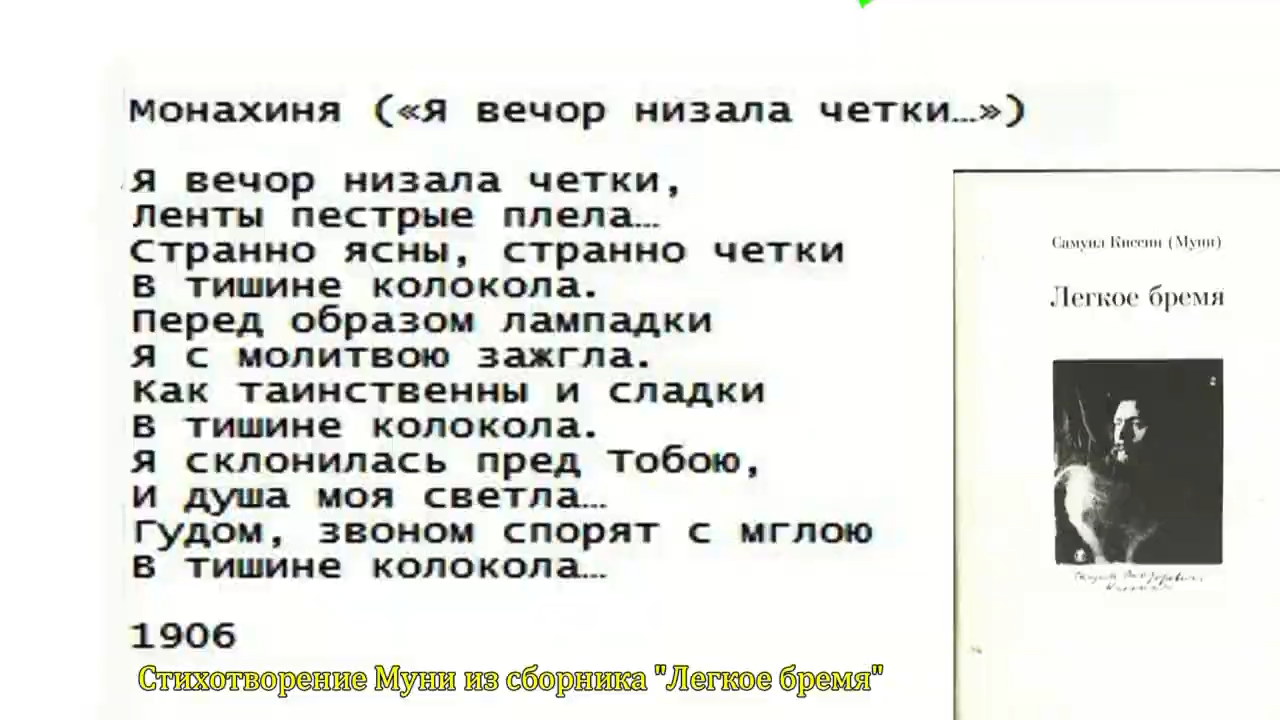 Монахиня («Я вечор низала четки…»)
Я вечор низала четки,
Ленты пестрые плела…
Странно ясны, странно четки
В тишине колокола.
Перед образом лампадки
Я с молитвою зажгла.
Как таинственны и сладки
В тишине колокола.
Я склонилась пред Тобою,
И душа моя светла…
Гудом, звоном спорят с мглою
В тишине колокола…
1906
Стихотворение Муни из сборника "Легкое бремя"
Самуил Киссин (Муни)
Легкое бремя